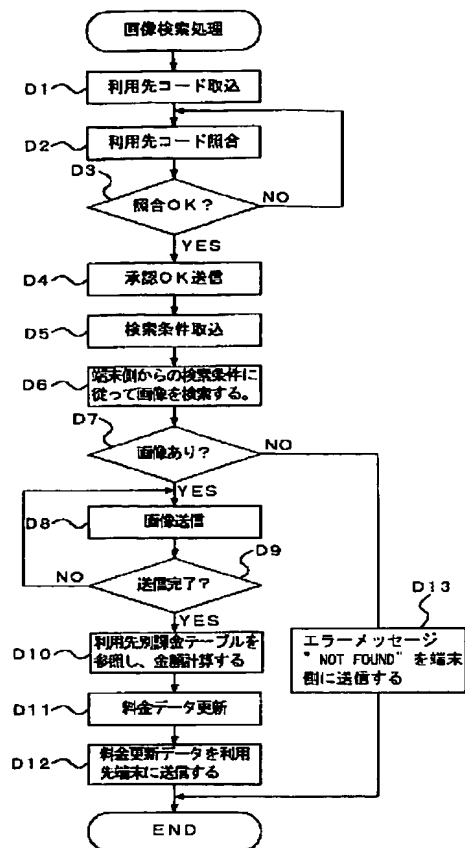 画像検索処理
D1
利用先コード取込
D2
利用先コード照合
D3
照合OK?
NO
YES
D4
承認OK送信
D5
検索条件取込
D6
端末側からの検索条件に
従って画像を検索する。
D7
画像あり?
NO
YES
D8
画像送信
D9
送信完了?
NO
YES
D10
利用先別課金テーブルを
参照し、金額計算する
D11
料金データ更新
D12
料金更新データを利用
先端末に送信する
D13
エラーメッセージ
"NOT FOUND"を端末
側に送信する
END